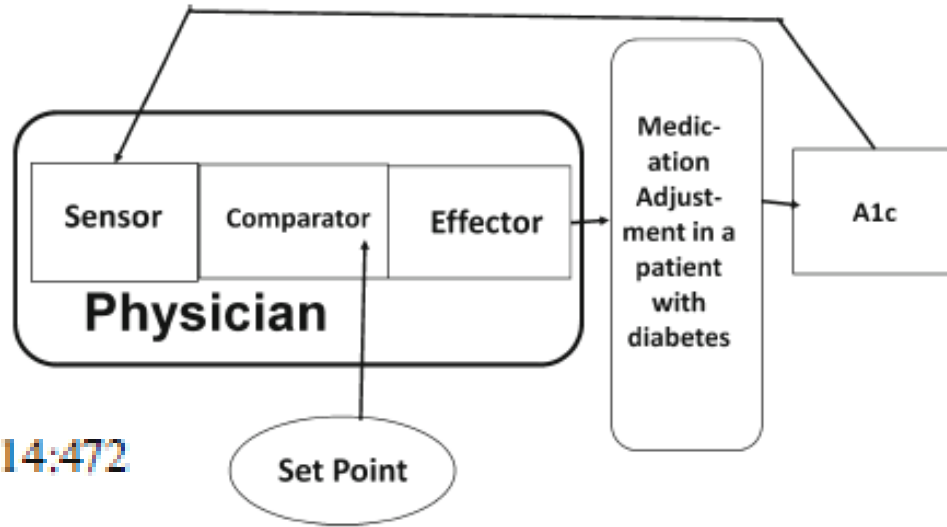 Sensor
Comparator
Effector
Physician
Medic-
ation
Adjust-
ment in a
patient
with
diabetes
A1c
Set Point
14:472